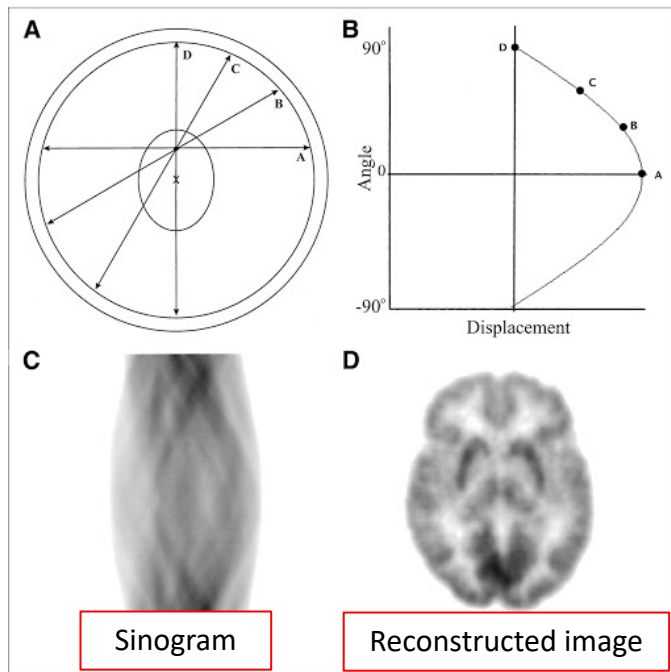 A
D
C
B
A
X
B
90°
D
C
B
A
0
Angle
-90°
Displacement
C
D
Sinogram
Reconstructed image